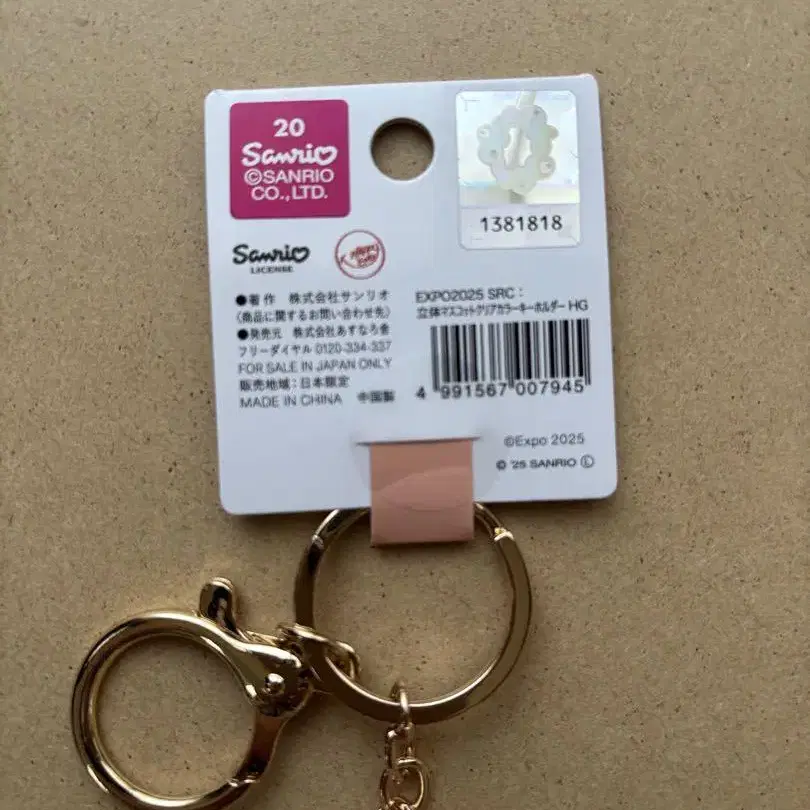 20
Sanrio
©SANRIO
CO.,LTD.
1381818
Sanrio
LICENSE
●著作 株式会社サンリオ
〈商品に関するお問い合わせ先〉
●発売元 株式会社あすなろ舎
フリーダイヤル 0120-334-337
FOR SALE IN JAPAN ONLY
販売地域：日本限定
MADE IN CHINA 中国製
EXPO2025 SRC：
立体マスコットクリアカラーキーホルダー HG
4 991567 007945
©Expo 2025
© '25 SANRIO Ⓛ